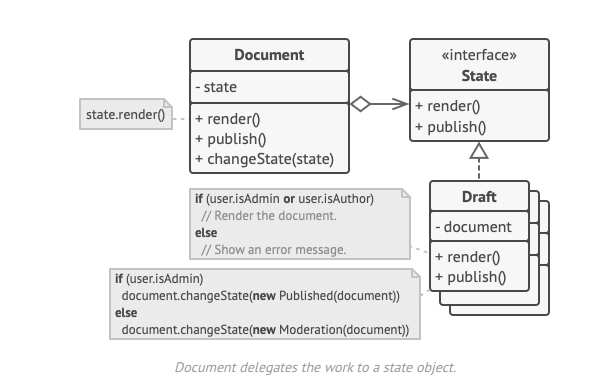 Document
- state
+ render()
+ publish()
+ changeState(state)
«interface»
State
+ render()
+ publish()
state.render()
Draft
- document
+ render()
+ publish()
if (user.isAdmin or user.isAuthor)
// Render the document.
else
// Show an error message.
if (user.isAdmin)
document.changeState(new Published(document))
else
document.changeState(new Moderation(document))
Document delegates the work to a state object.